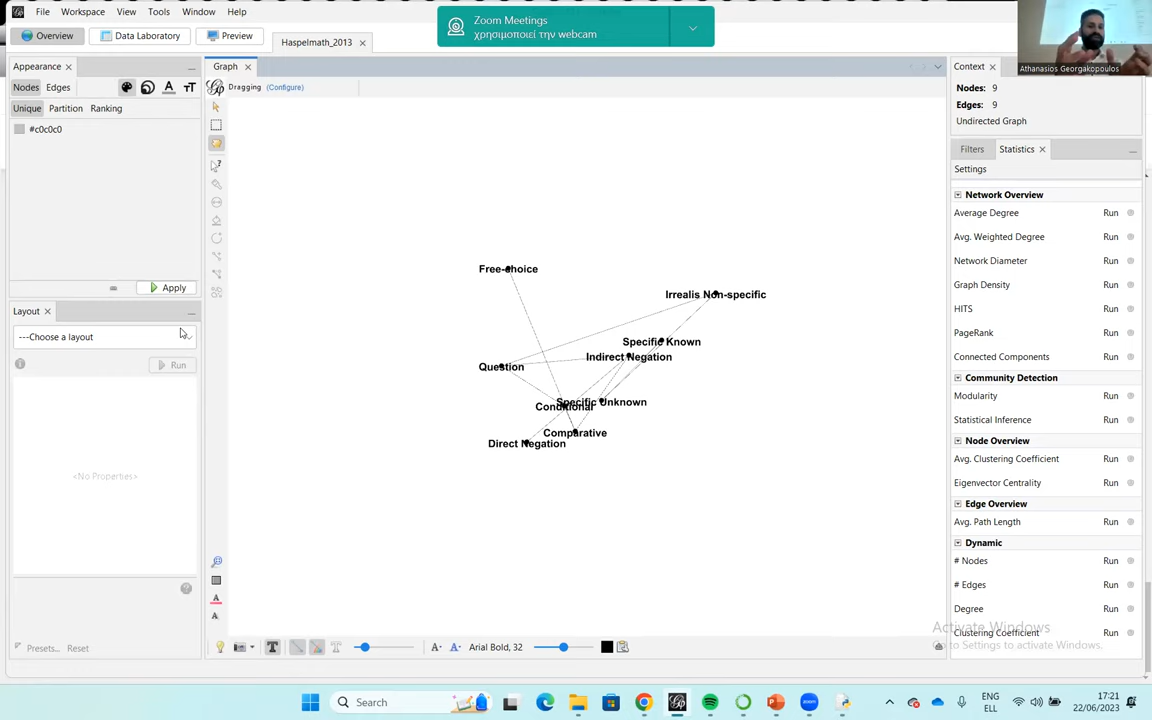 File Workspace View Tools Window Help
Zoom Meetings
χρησιμοποιεί την webcam
Athanasios Georgakopoulos
Overview Data Laboratory Preview Haspelmath_2013
Appearance
Nodes Edges
Unique Partition Ranking
#c0c0c0
Apply
Layout
---Choose a layout
Run
<No Properties>
Presets... Reset
Graph
Dragging (Configure)
Free-choice
Irrealis Non-specific
Specific Known
Indirect Negation
Question
Specific Unknown
Conditional
Comparative
Direct Negation
Arial Bold, 32
Context
Nodes: 9
Edges: 9
Undirected Graph
Filters Statistics
Settings
Network Overview
Average Degree Run
Avg. Weighted Degree Run
Network Diameter Run
Graph Density Run
HITS Run
PageRank Run
Connected Components Run
Community Detection
Modularity Run
Statistical Inference Run
Node Overview
Avg. Clustering Coefficient Run
Eigenvector Centrality Run
Edge Overview
Avg. Path Length Run
Dynamic
# Nodes Run
# Edges Run
Degree Run
Clustering Coefficient Run
Activate Windows
Go to Settings to activate Windows.
Search
ENG
ELL
17:21
22/06/2023